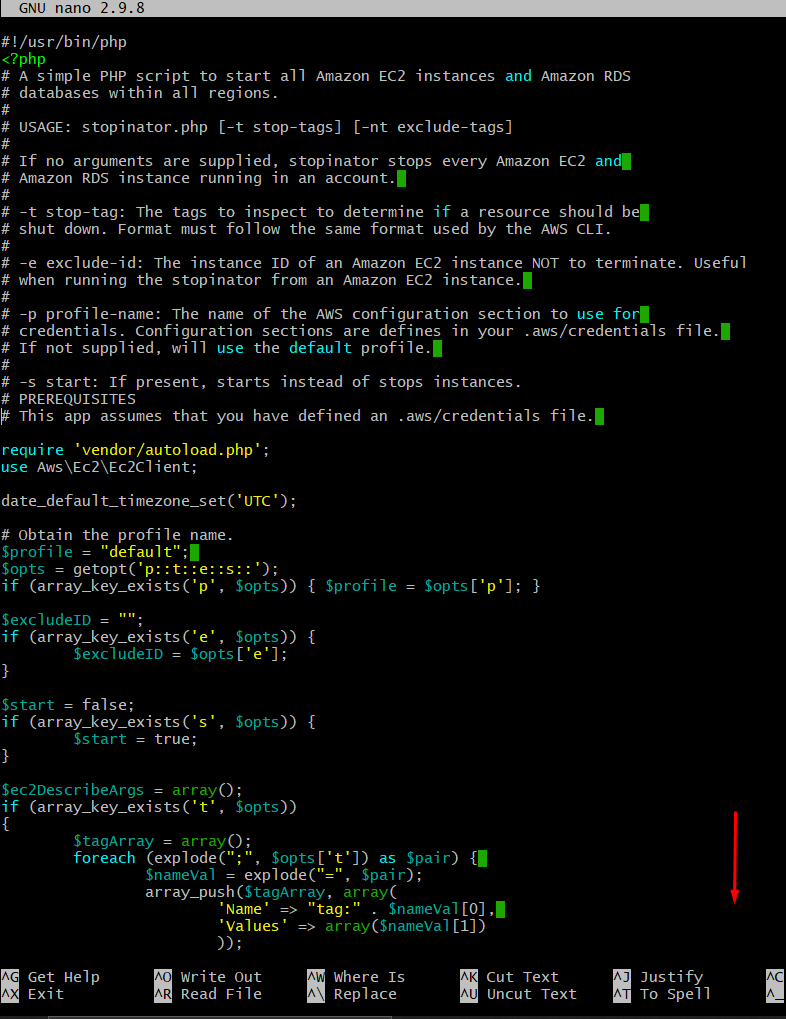 GNU nano 2.9.8
#!/usr/bin/php
<?php
# A simple PHP script to start all Amazon EC2 instances and Amazon RDS
# databases within all regions.
#
# USAGE: stopinator.php [-t stop-tags] [-nt exclude-tags]
#
# If no arguments are supplied, stopinator stops every Amazon EC2 and
# Amazon RDS instance running in an account.
#
# -t stop-tag: The tags to inspect to determine if a resource should be
# shut down. Format must follow the same format used by the AWS CLI.
#
# -e exclude-id: The instance ID of an Amazon EC2 instance NOT to terminate. Useful
# when running the stopinator from an Amazon EC2 instance.
#
# -p profile-name: The name of the AWS configuration section to use for
# credentials. Configuration sections are defines in your .aws/credentials file.
# If not supplied, will use the default profile.
#
# -s start: If present, starts instead of stops instances.
# PREREQUISITES
# This app assumes that you have defined an .aws/credentials file.
require 'vendor/autoload.php';
use Aws\Ec2\Ec2Client;
date_default_timezone_set('UTC');
# Obtain the profile name.
$profile = "default";
$opts = getopt('p::t::e::s::');
if (array_key_exists('p', $opts)) { $profile = $opts['p']; }
$excludeID = "";
if (array_key_exists('e', $opts)) {
$excludeID = $opts['e'];
}
$start = false;
if (array_key_exists('s', $opts)) {
$start = true;
}
$ec2DescribeArgs = array();
if (array_key_exists('t', $opts))
{
$tagArray = array();
foreach (explode(";", $opts['t']) as $pair) {
$nameVal = explode("=", $pair);
array_push($tagArray, array(
'Name' => "tag:" . $nameVal[0],
'Values' => array($nameVal[1])
));
^G Get Help ^O Write Out ^W Where Is ^K Cut Text ^J Justify ^C
^X Exit ^R Read File ^\ Replace ^U Uncut Text ^T To Spell ^_